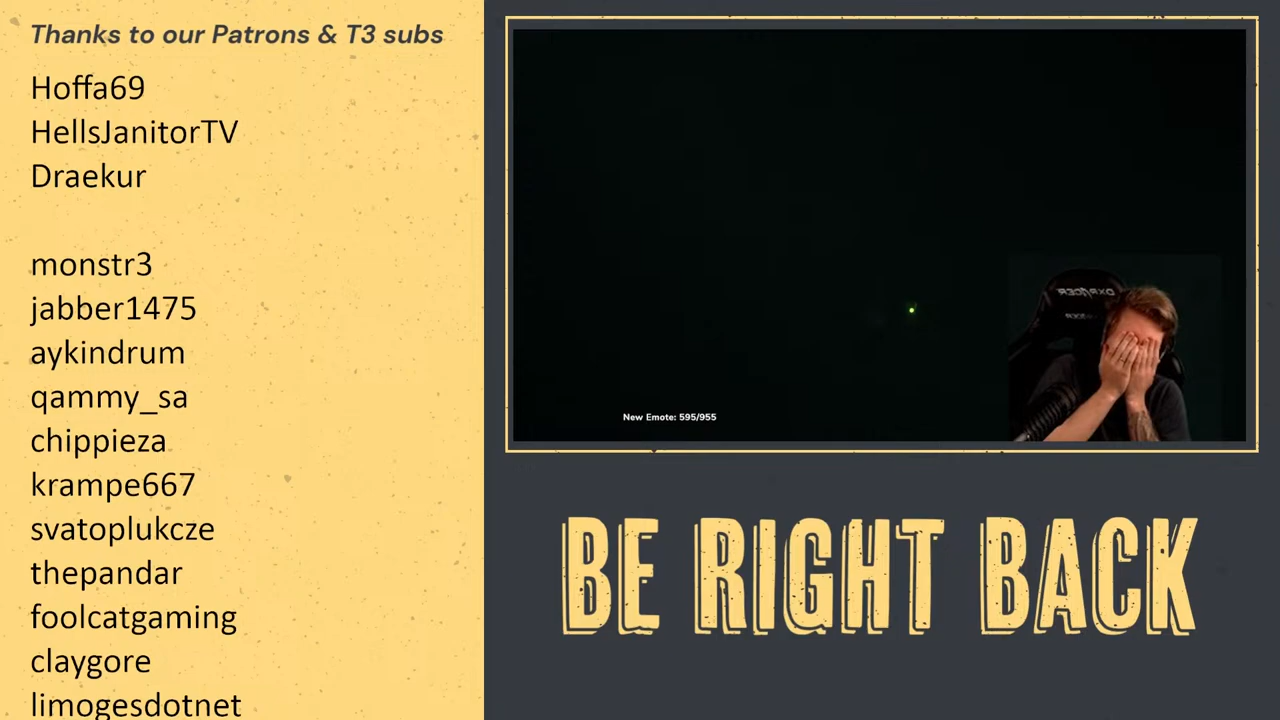 Thanks to our Patrons & T3 subs
Hoffa69
HellsJanitorTV
Draekur
monstr3
jabber1475
aykindrum
qammy_sa
chippieza
krampe667
svatoplukcze
thepandar
foolcatgaming
claygore
limogesdotnet
New Emote: 595/955
BE RIGHT BACK